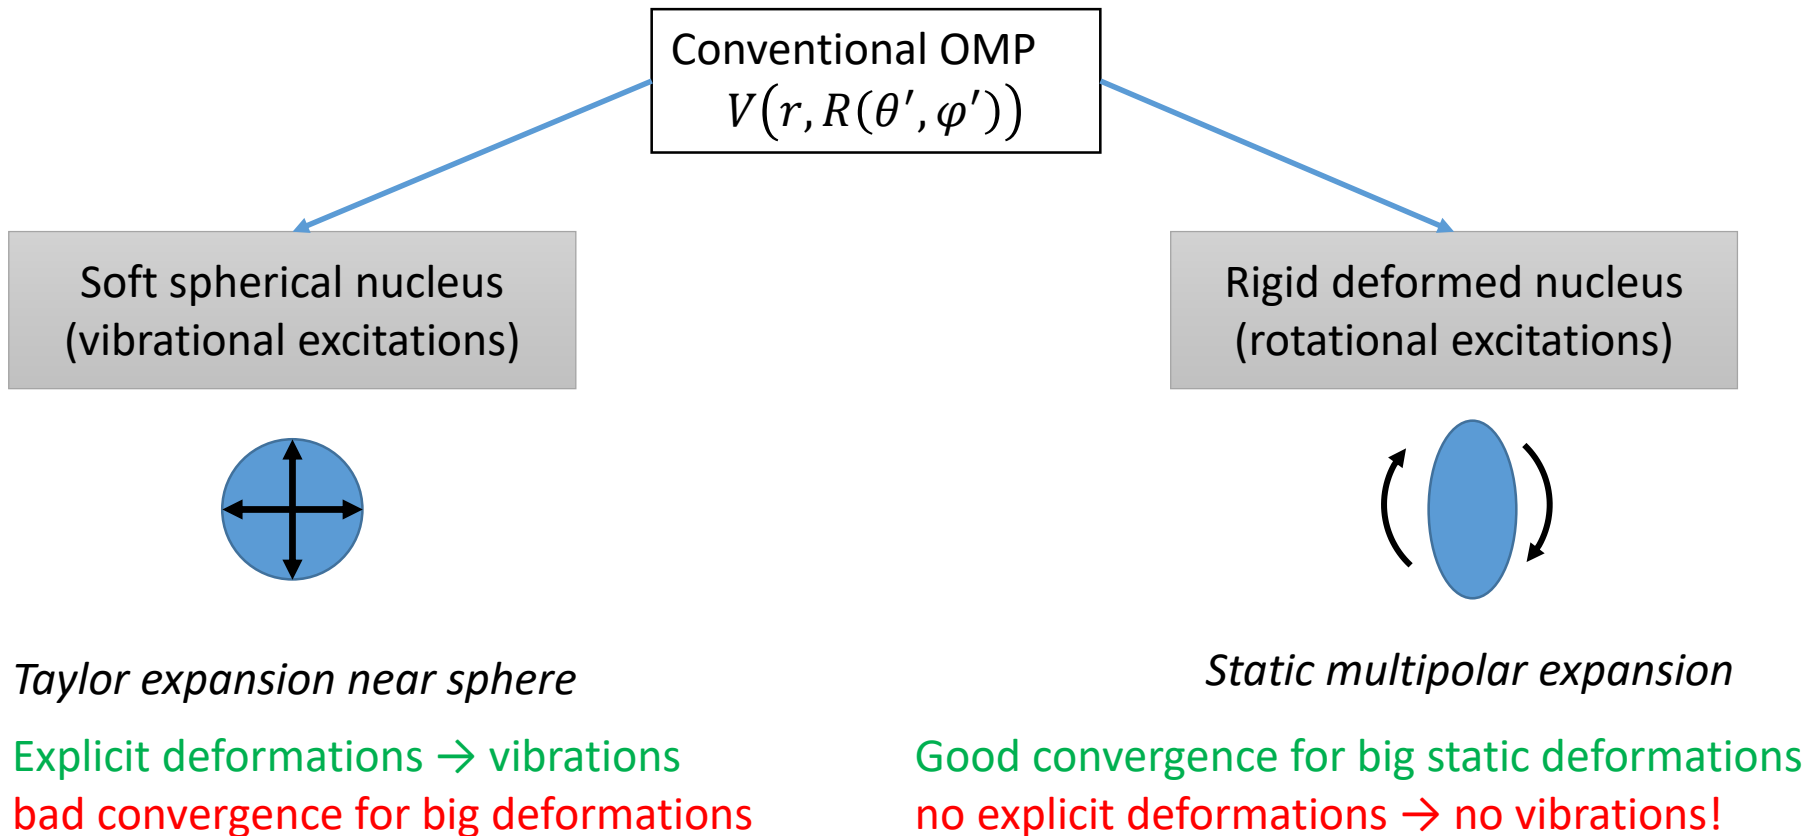 Conventional OMP
V(r, R(θ′, φ′))
Soft spherical nucleus
(vibrational excitations)
Rigid deformed nucleus
(rotational excitations)
Taylor expansion near sphere
Explicit deformations → vibrations
bad convergence for big deformations
Static multipolar expansion
Good convergence for big static deformations
no explicit deformations → no vibrations!